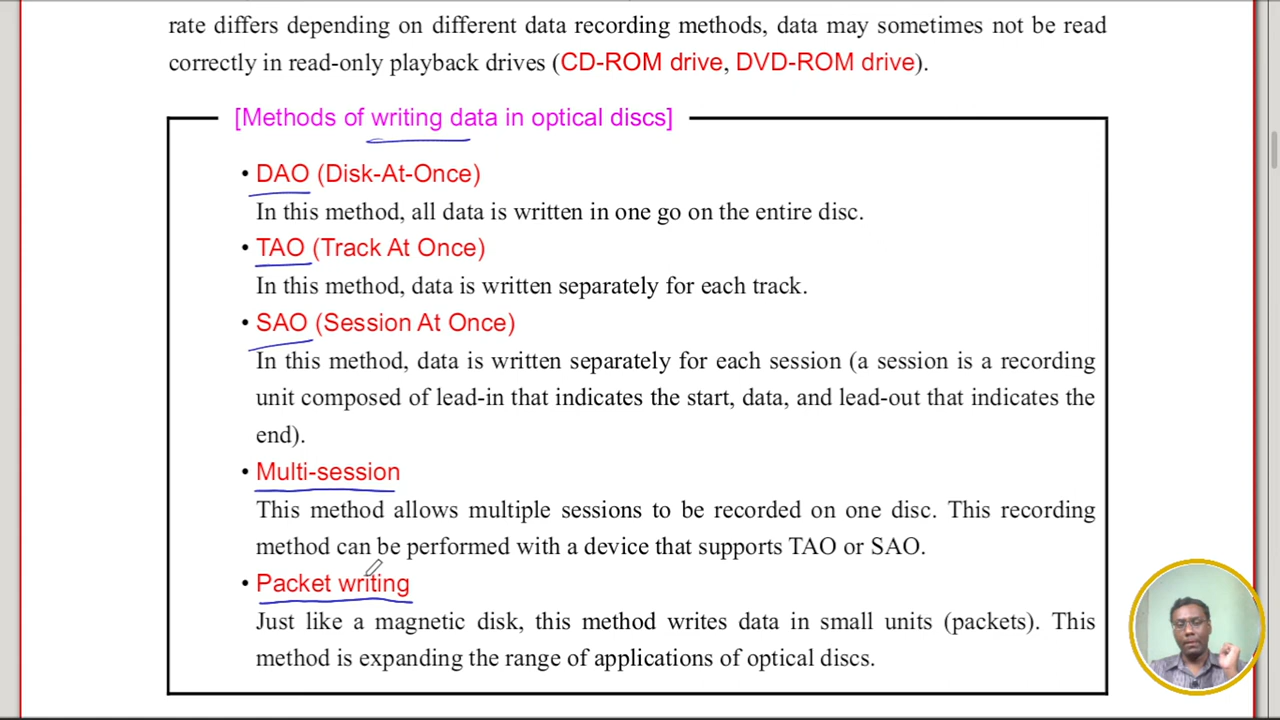 rate differs depending on different data recording methods, data may sometimes not be read
correctly in read-only playback drives (CD-ROM drive, DVD-ROM drive).
[Methods of writing data in optical discs]
• DAO (Disk-At-Once)
In this method, all data is written in one go on the entire disc.
• TAO (Track At Once)
In this method, data is written separately for each track.
• SAO (Session At Once)
In this method, data is written separately for each session (a session is a recording
unit composed of lead-in that indicates the start, data, and lead-out that indicates the
end).
• Multi-session
This method allows multiple sessions to be recorded on one disc. This recording
method can be performed with a device that supports TAO or SAO.
• Packet writing
Just like a magnetic disk, this method writes data in small units (packets). This
method is expanding the range of applications of optical discs.